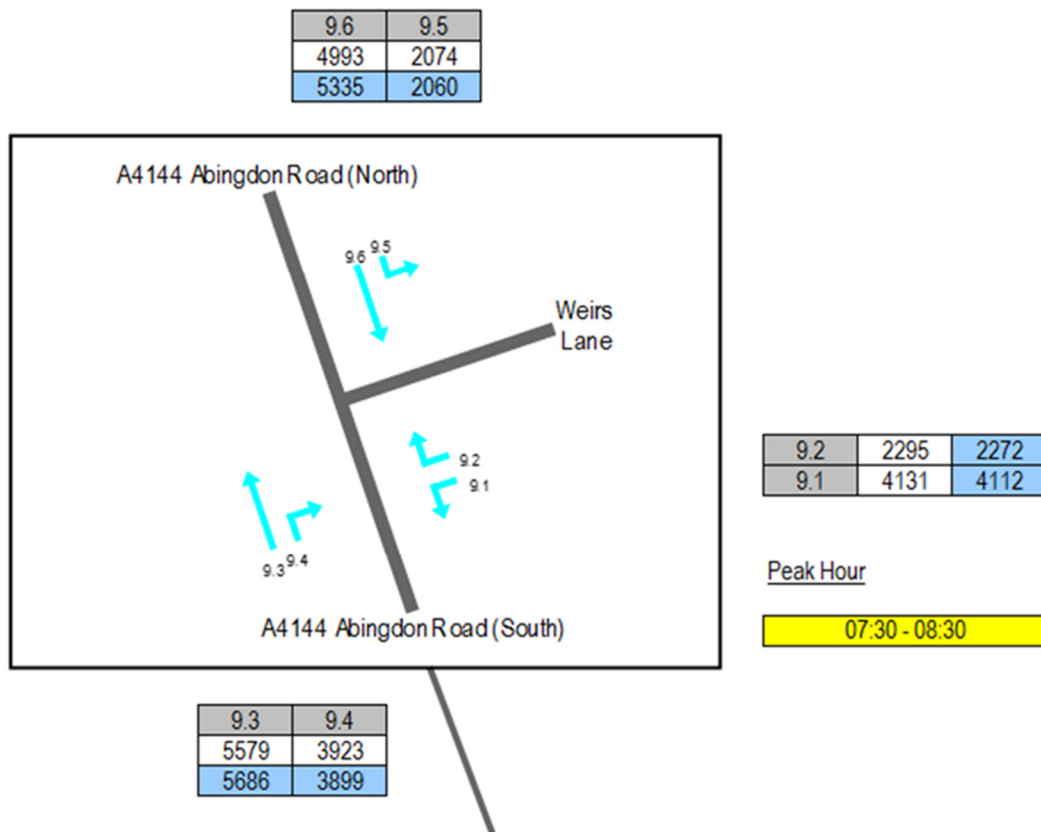 9.6 9.5
4993 2074
5335 2060
A4144 Abingdon Road (North)
9.5
9.6
Weirs
Lane
9.2
9.1
9.3
9.4
A4144 Abingdon Road (South)
9.2 2295 2272
9.1 4131 4112
Peak Hour
07:30 - 08:30
9.3 9.4
5579 3923
5686 3899